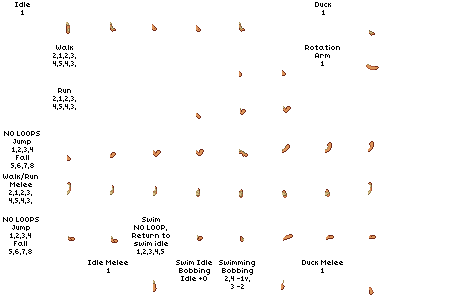 Idle
1
Duck
1
Walk
2,1,2,3,
4,5,4,3,
Rotation
Arm
1
Run
2,1,2,3,
4,5,4,3,
NO LOOPS
Jump
1,2,3,4
Fall
5,6,7,8
Walk/Run
Melee
2,1,2,3,
4,5,4,3,
NO LOOPS
Jump
1,2,3,4
Fall
5,6,7,8
Swim
NO LOOP,
Return to
swim idle
1,2,3,4,5
Idle Melee
1
Swim Idle
Bobbing
Idle +0
Swimming
Bobbing
2,4 -1v,
3 -2
Duck Melee
1